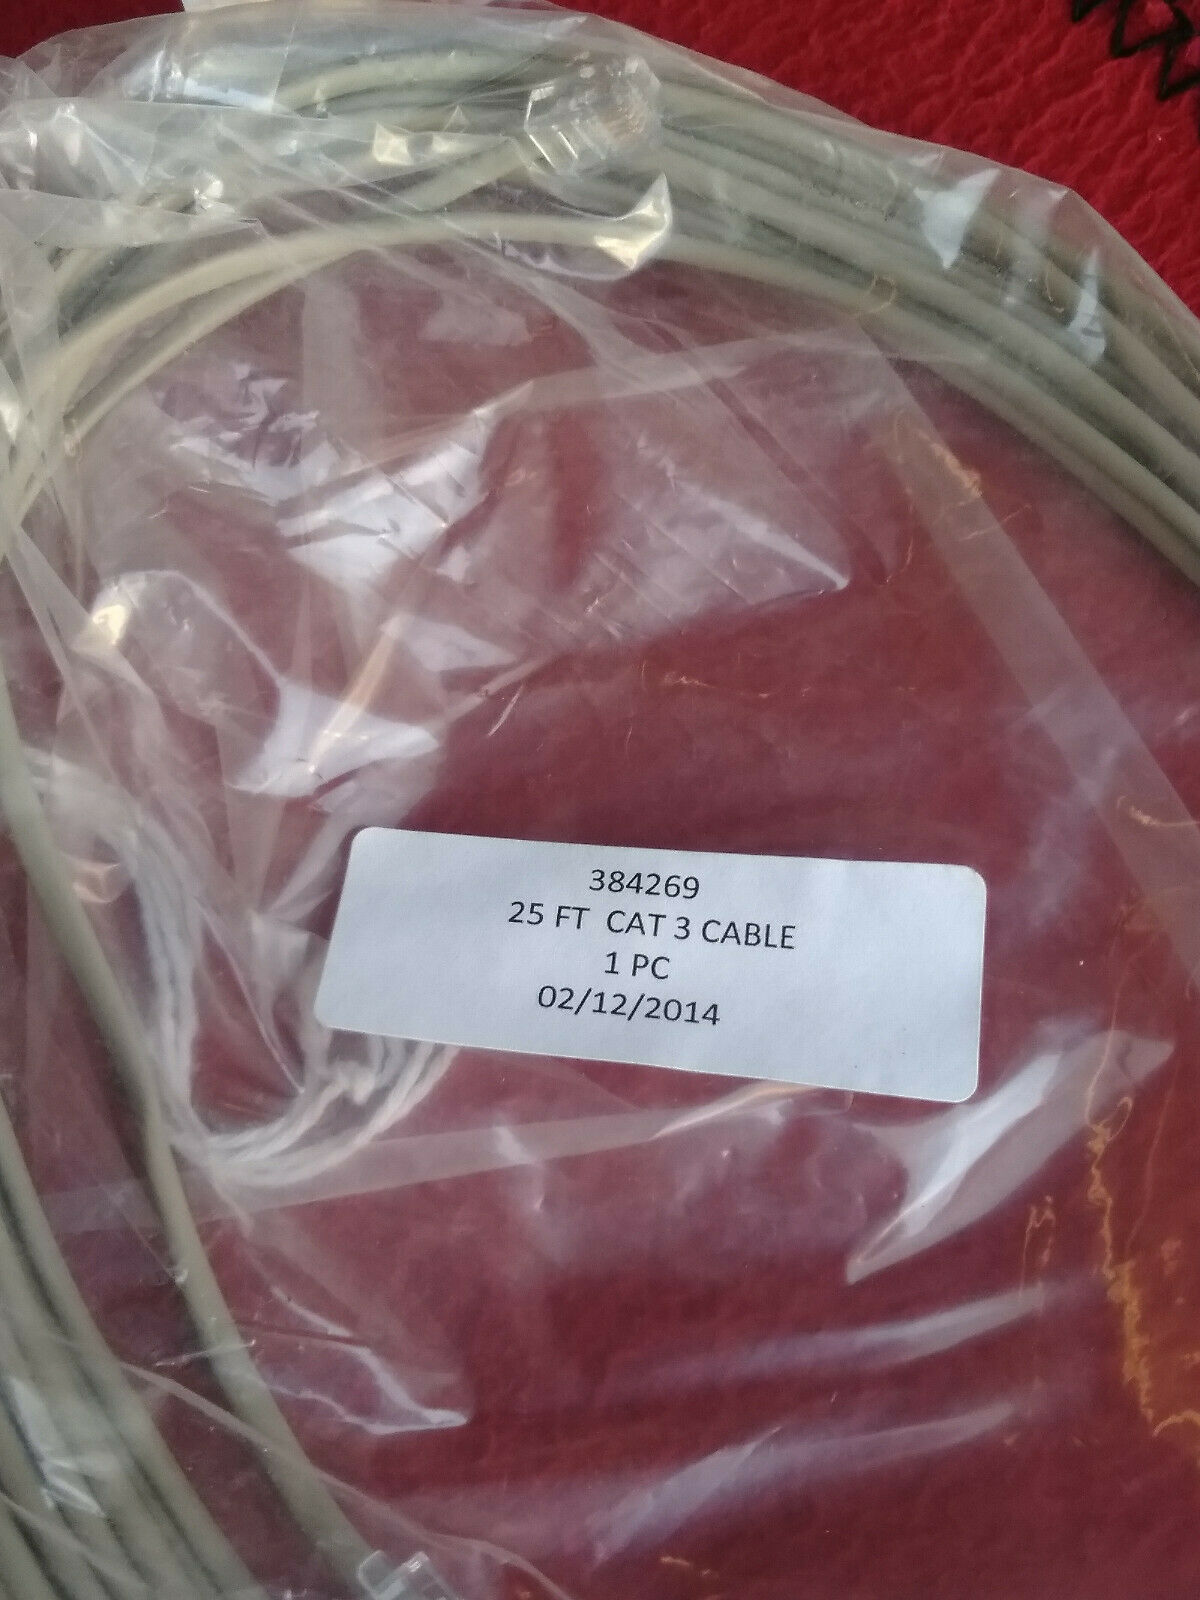 384269
25 FT CAT 3 CABLE
1 PC
02/12/2014